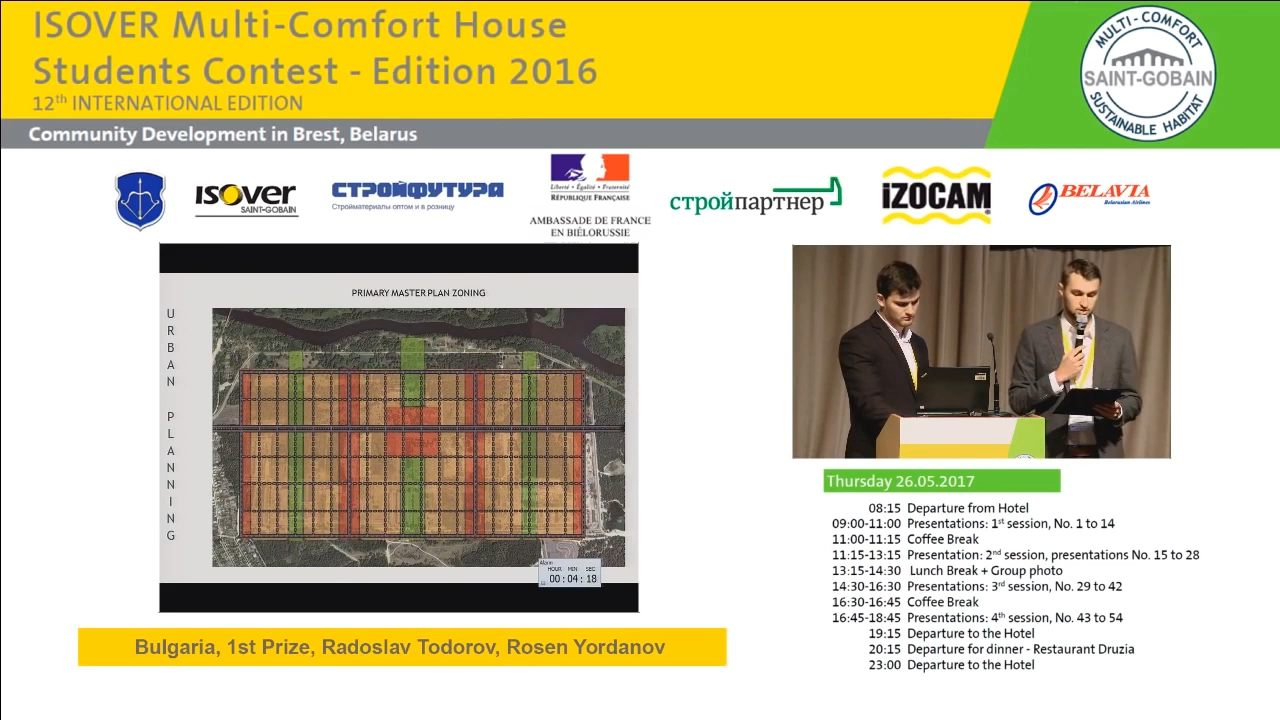 ISOVER Multi-Comfort House
Students Contest - Edition 2016
12th INTERNATIONAL EDITION
Community Development in Brest, Belarus
MULTI-COMFORT
SAINT-GOBAIN
SUSTAINABLE HABITAT
isover
SAINT-GOBAIN
СТРОЙФУТУРА
Стройматериалы оптом и в розницу
Liberté • Égalité • Fraternité
RÉPUBLIQUE FRANÇAISE
AMBASSADE DE FRANCE
EN BIÉLORUSSIE
стройпартнер
iZOCAM
BELAVIA
Belarusian Airlines
PRIMARY MASTER PLAN ZONING
URBAN PLANNING
Alarm
HOUR MIN SEC
00:04:18
Bulgaria, 1st Prize, Radoslav Todorov, Rosen Yordanov
Thursday 26.05.2017
08:15 Departure from Hotel
09:00-11:00 Presentations: 1st session, No. 1 to 14
11:00-11:15 Coffee Break
11:15-13:15 Presentation: 2nd session, presentations No. 15 to 28
13:15-14:30 Lunch Break + Group photo
14:30-16:30 Presentations: 3rd session, No. 29 to 42
16:30-16:45 Coffee Break
16:45-18:45 Presentations: 4th session, No. 43 to 54
19:15 Departure to the Hotel
20:15 Departure for dinner - Restaurant Druzia
23:00 Departure to the Hotel